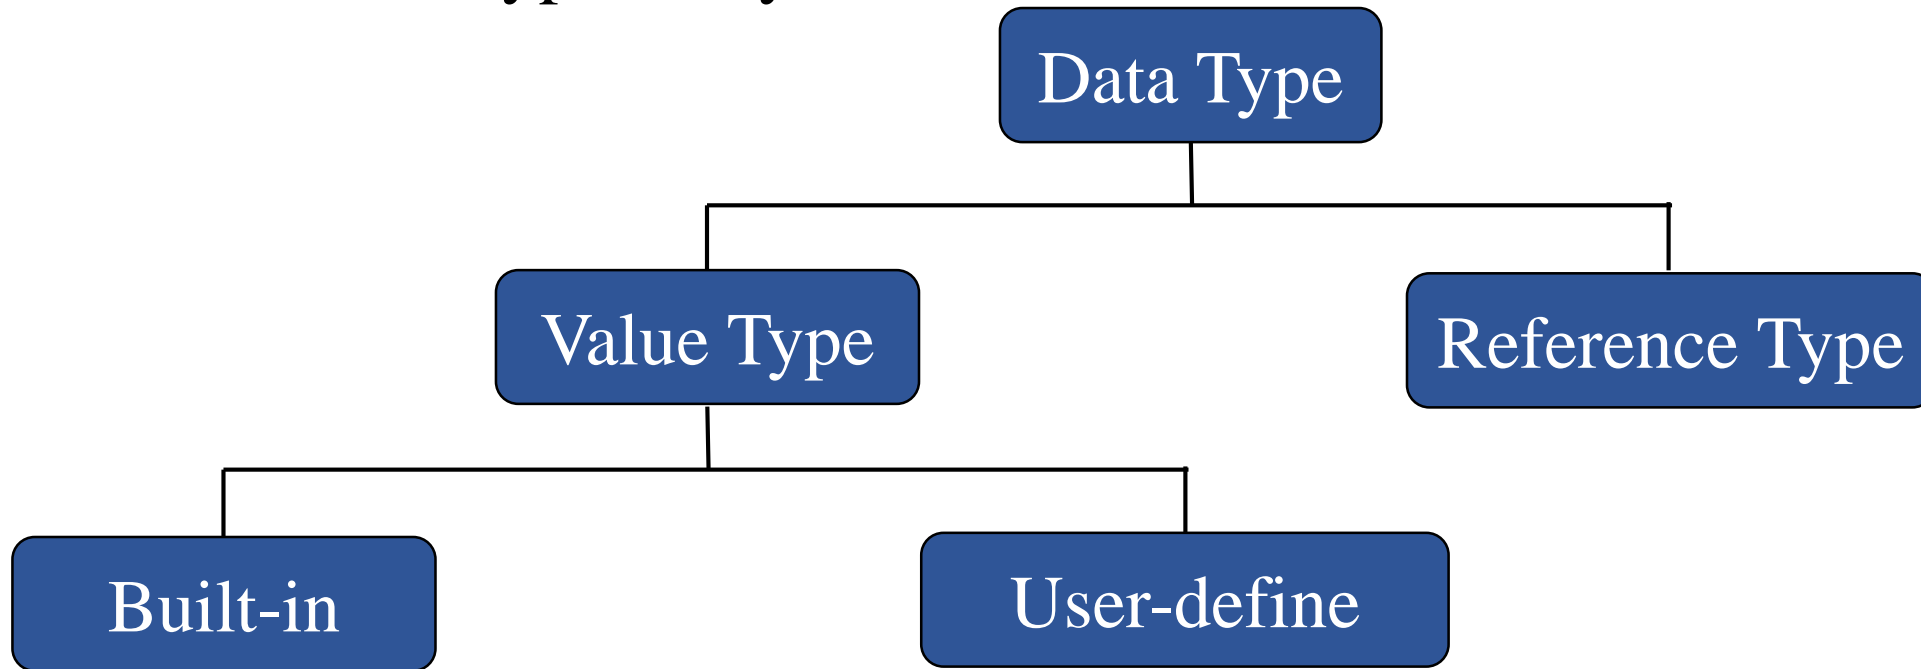 Data Type
Value Type
Reference Type
Built-in
User-define